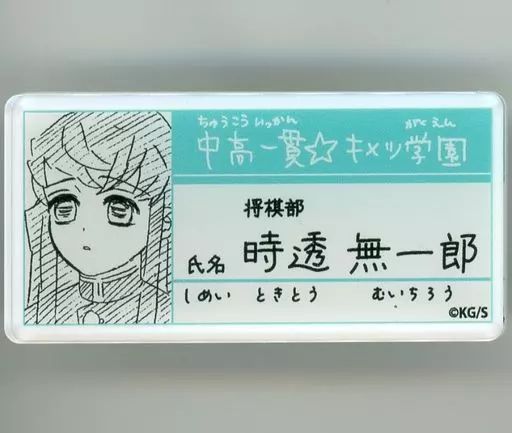 ちゅうこういっかん がくえん
中高一貫☆キメツ学園
将棋部
氏名 時透 無一郎
しめい ときとう むいちろう
©KG/S